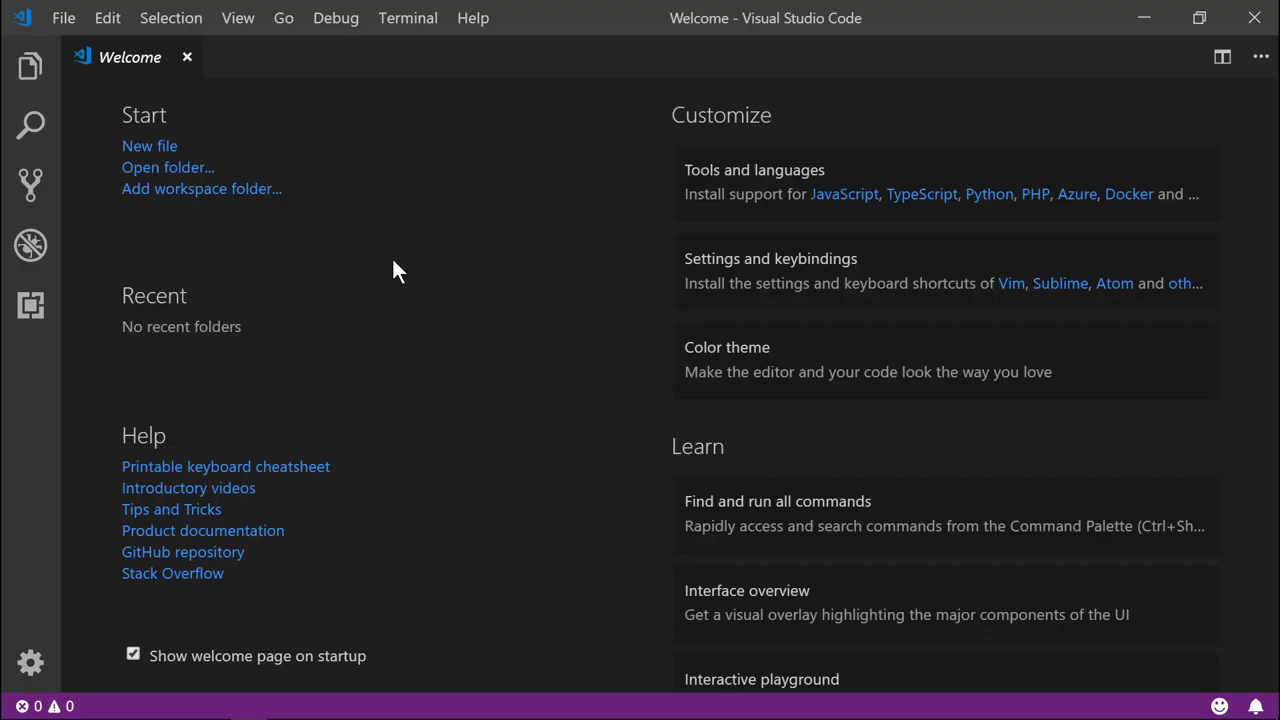 File Edit Selection View Go Debug Terminal Help Welcome - Visual Studio Code
Welcome
Start
New file
Open folder...
Add workspace folder...
Recent
No recent folders
Help
Printable keyboard cheatsheet
Introductory videos
Tips and Tricks
Product documentation
GitHub repository
Stack Overflow
Show welcome page on startup
Customize
Tools and languages
Install support for JavaScript, TypeScript, Python, PHP, Azure, Docker and ...
Settings and keybindings
Install the settings and keyboard shortcuts of Vim, Sublime, Atom and oth...
Color theme
Make the editor and your code look the way you love
Learn
Find and run all commands
Rapidly access and search commands from the Command Palette (Ctrl+Sh...
Interface overview
Get a visual overlay highlighting the major components of the UI
Interactive playground
0 0